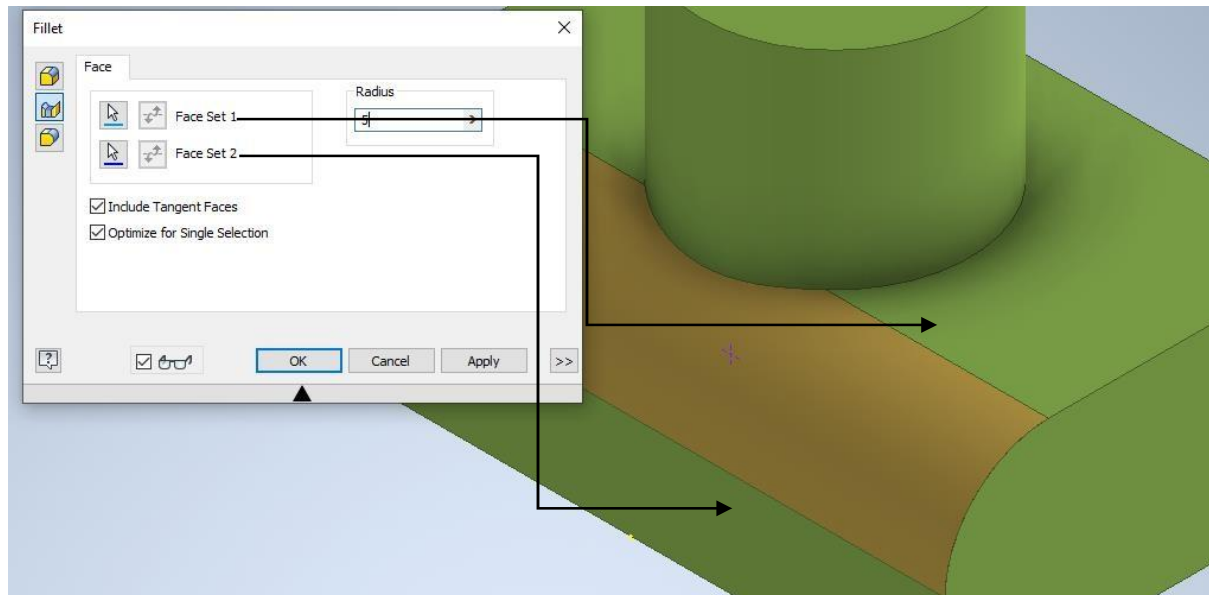 Fillet
Face
Face Set 1
Radius
5
Face Set 2
Include Tangent Faces
Optimize for Single Selection
OK
Cancel
Apply
>>